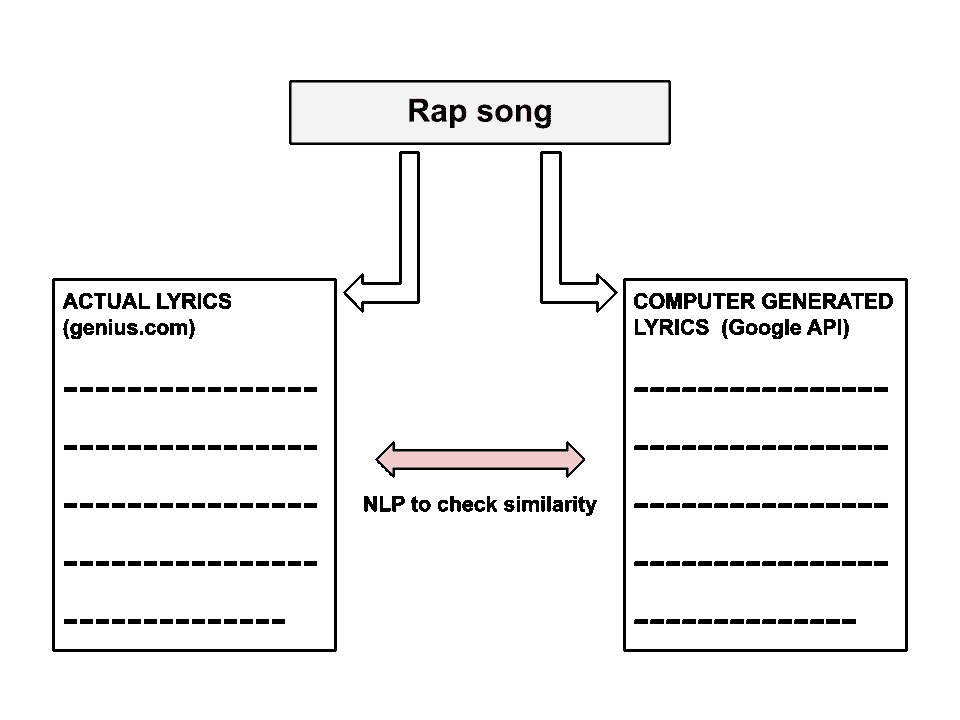 Rap song
ACTUAL LYRICS
(genius.com)
COMPUTER GENERATED
LYRICS (Google API)
NLP to check similarity